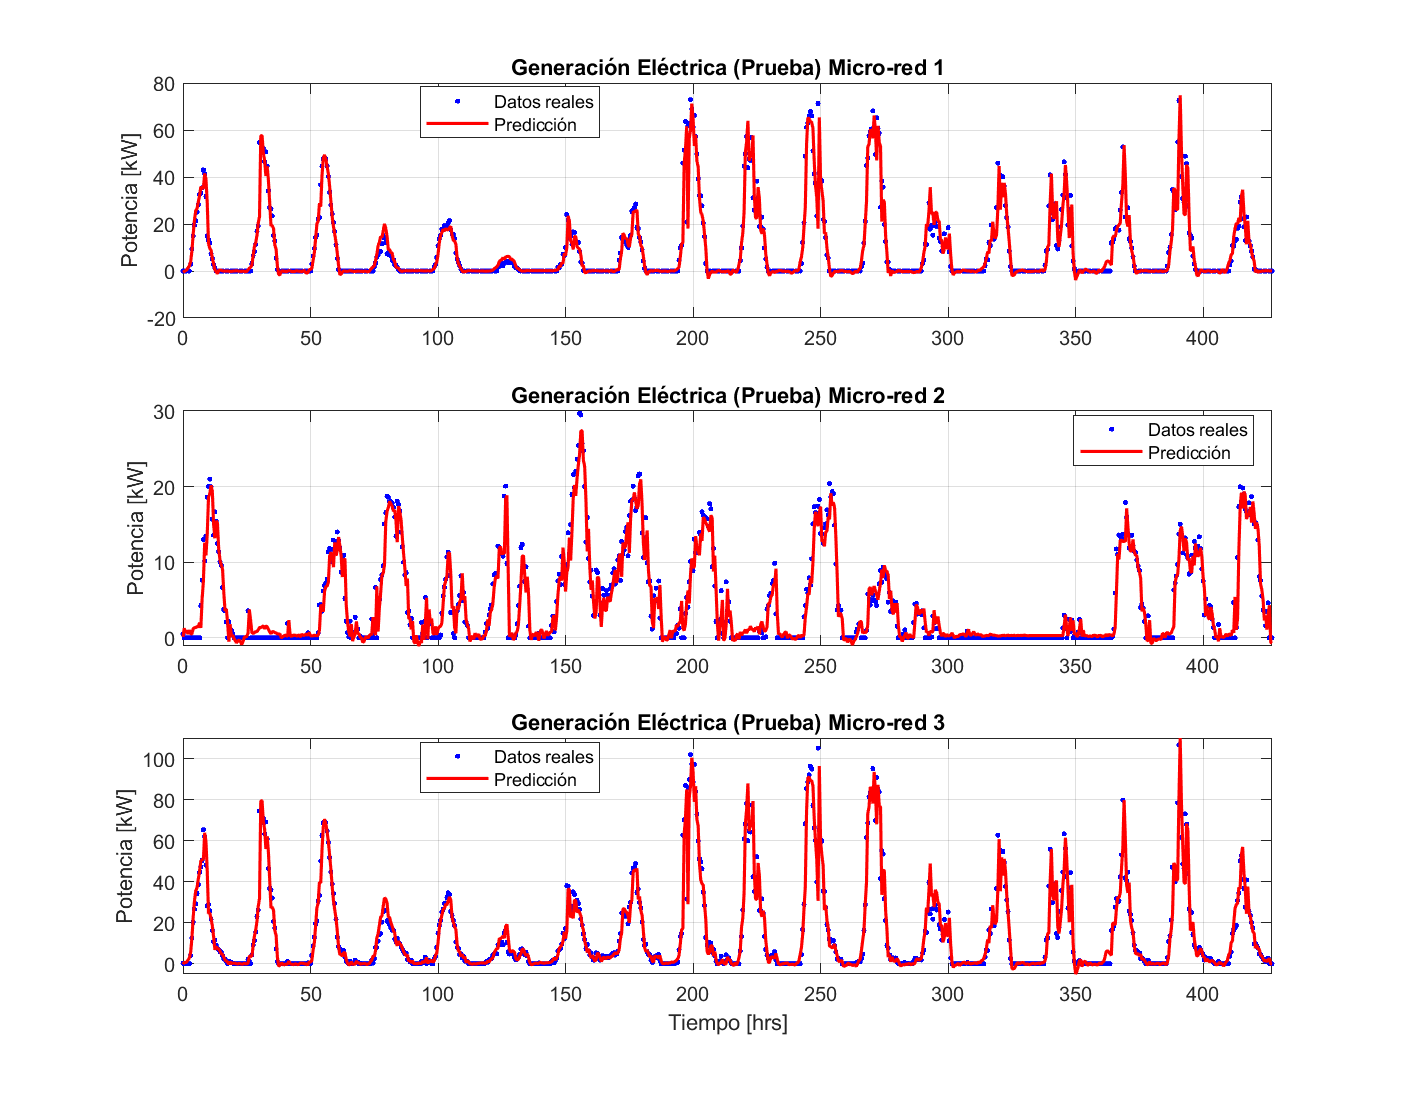 Generación Eléctrica (Prueba) Micro-red 1
Potencia [kW]
80
60
40
20
0
-20
Datos reales
Predicción
0 50 100 150 200 250 300 350 400
Generación Eléctrica (Prueba) Micro-red 2
Potencia [kW]
30
20
10
0
Datos reales
Predicción
0 50 100 150 200 250 300 350 400
Generación Eléctrica (Prueba) Micro-red 3
Potencia [kW]
100
80
60
40
20
0
Datos reales
Predicción
0 50 100 150 200 250 300 350 400
Tiempo [hrs]